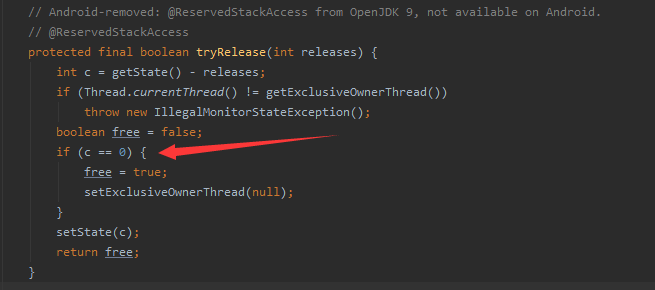 // Android-removed: @ReservedStackAccess from OpenJDK 9, not available on Android.
// @ReservedStackAccess
protected final boolean tryRelease(int releases) {
    int c = getState() - releases;
    if (Thread.currentThread() != getExclusiveOwnerThread())
        throw new IllegalMonitorStateException();
    boolean free = false;
    if (c == 0) {
        free = true;
        setExclusiveOwnerThread(null);
    }
    setState(c);
    return free;
}